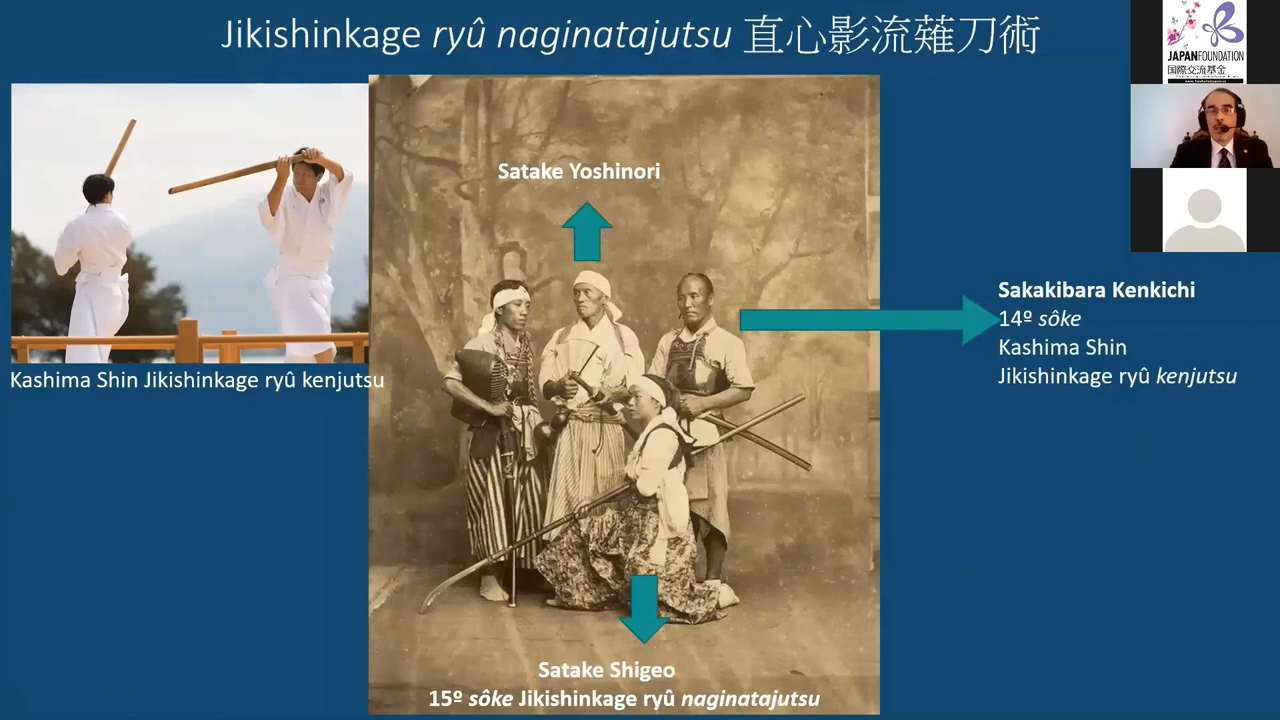 Jikishinkage ryû naginatajutsu 直心影流薙刀術
JAPANFOUNDATION
国際交流基金
Satake Yoshinori
Sakakibara Kenkichi
14º sôke
Kashima Shin
Jikishinkage ryû kenjutsu
Kashima Shin Jikishinkage ryû kenjutsu
Satake Shigeo
15º sôke Jikishinkage ryû naginatajutsu